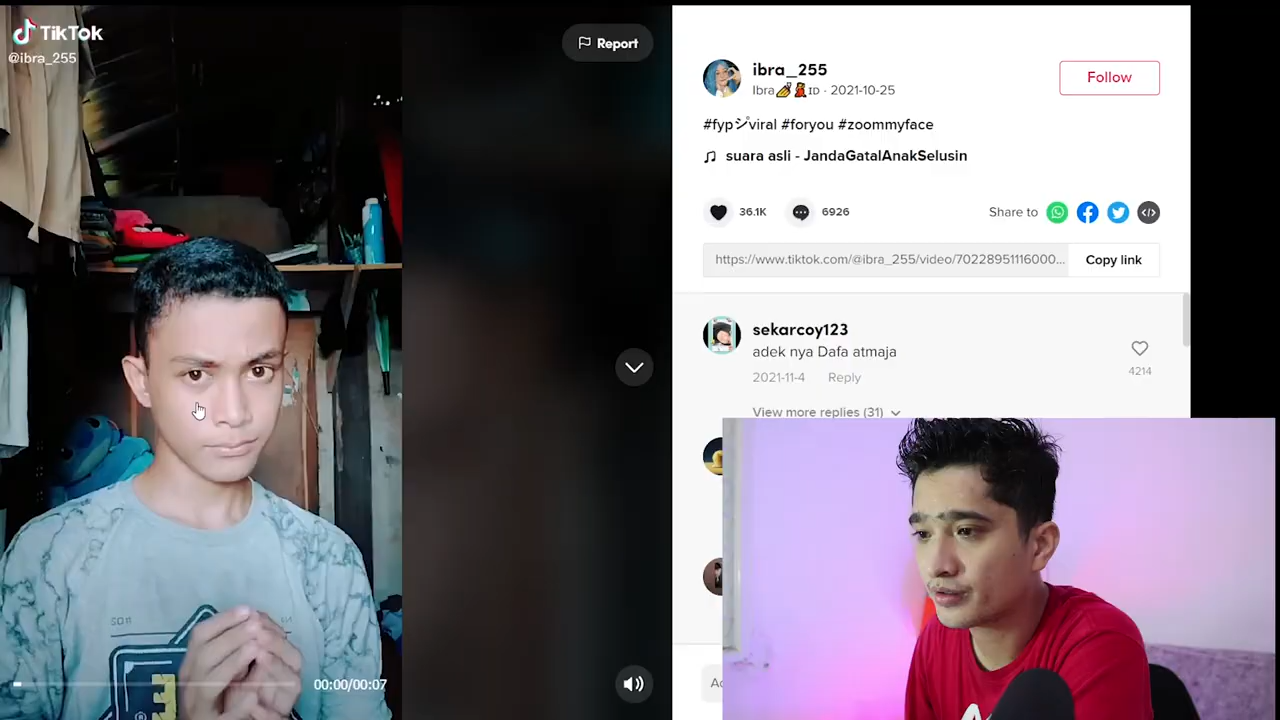 TikTok
@ibra_255
Report
ibra_255
Ibra🌶️💃ɪᴅ · 2021-10-25
Follow
#fypシviral #foryou #zoommyface
suara asli - JandaGatalAnakSelusin
36.1K
6926
Share to
https://www.tiktok.com/@ibra_255/video/70228951116000...
Copy link
sekarcoy123
adek nya Dafa atmaja
4214
2021-11-4
Reply
View more replies (31)
00:00/00:07